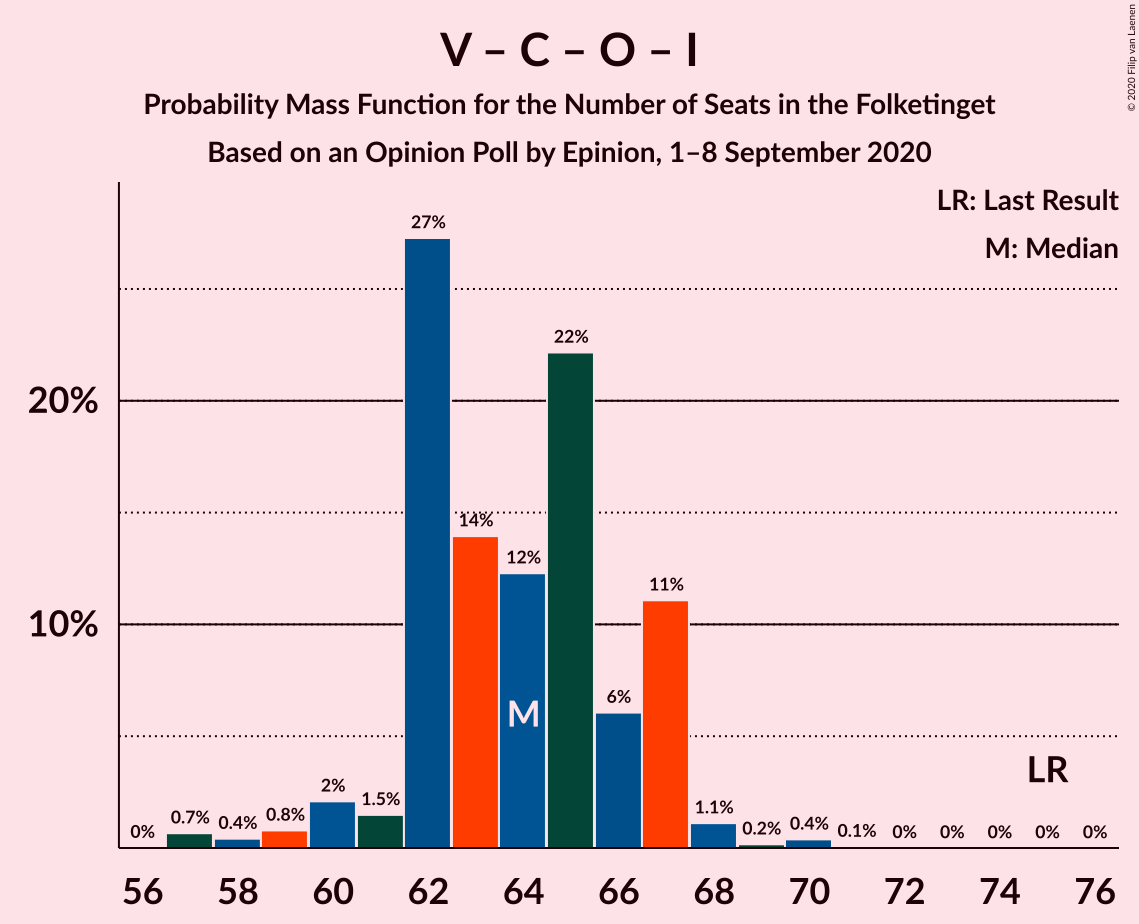 V – C – O – I
Probability Mass Function for the Number of Seats in the Folketinget
Based on an Opinion Poll by Epinion, 1–8 September 2020
© 2020 Filip van Laenen
LR: Last Result
M: Median
27%
22%
20%
14%
12%
11%
10%
6%
M
LR
2%
1.5%
1.1%
0% 0.7% 0.4% 0.8% 0.2% 0.4% 0.1% 0% 0% 0% 0% 0%
56 58 60 62 64 66 68 70 72 74 76